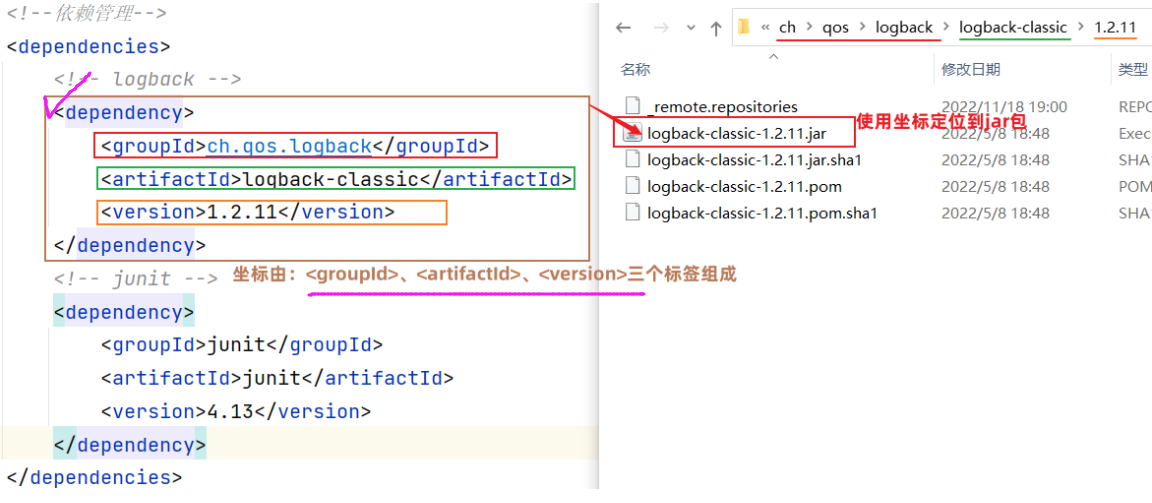 <!--依赖管理-->
<dependencies>
<!-- logback -->
<dependency>
<groupId>ch.qos.logback</groupId>
<artifactId>logback-classic</artifactId>
<version>1.2.11</version>
</dependency>
<!-- junit --> 坐标由：<groupId>、<artifactId>、<version>三个标签组成
<dependency>
<groupId>junit</groupId>
<artifactId>junit</artifactId>
<version>4.13</version>
</dependency>
</dependencies>
« ch > qos > logback > logback-classic > 1.2.11
名称 修改日期 类型
_remote.repositories 2022/11/18 19:00 REPO
logback-classic-1.2.11.jar 2022/5/8 18:48 Exec
使用坐标定位到jar包
logback-classic-1.2.11.jar.sha1 2022/5/8 18:48 SHA1
logback-classic-1.2.11.pom 2022/5/8 18:48 POM
logback-classic-1.2.11.pom.sha1 2022/5/8 18:48 SHA1